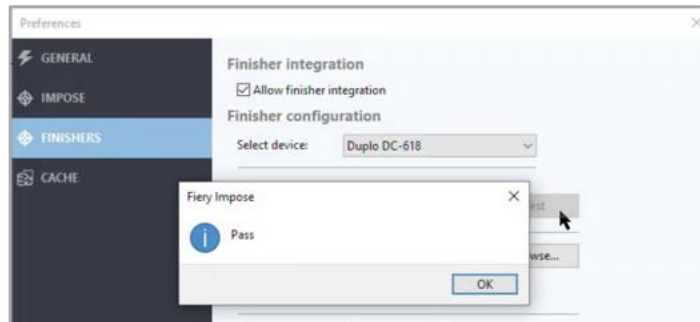 Preferences
GENERAL
IMPOSE
FINISHERS
CACHE
Finisher integration
Allow finisher integration
Finisher configuration
Select device: Duplo DC-618
Fiery Impose
Pass
OK